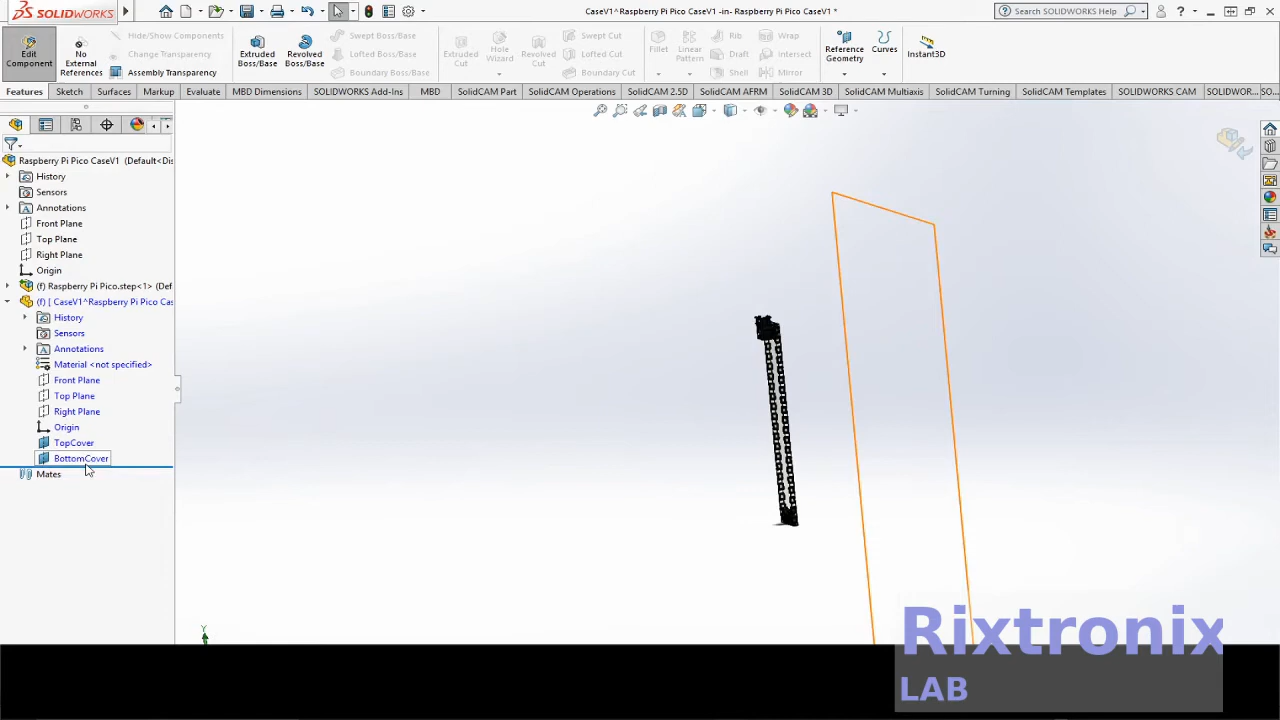 SOLIDWORKS
CaseV1^Raspberry Pi Pico CaseV1 -in- Raspberry Pi Pico CaseV1 *
Search SOLIDWORKS Help
?
Edit Component
No External References
Hide/Show Components
Change Transparency
Assembly Transparency
Extruded Boss/Base
Revolved Boss/Base
Swept Boss/Base
Lofted Boss/Base
Boundary Boss/Base
Extruded Cut
Hole Wizard
Revolved Cut
Swept Cut
Lofted Cut
Boundary Cut
Fillet
Linear Pattern
Rib
Draft
Shell
Wrap
Intersect
Mirror
Reference Geometry
Curves
Instant3D
Features
Sketch
Surfaces
Markup
Evaluate
MBD Dimensions
SOLIDWORKS Add-Ins
MBD
SolidCAM Part
SolidCAM Operations
SolidCAM 2.5D
SolidCAM AFRM
SolidCAM 3D
SolidCAM Multiaxis
SolidCAM Turning
SolidCAM Templates
SOLIDWORKS CAM
SOLIDWOR...
SO...
Raspberry Pi Pico CaseV1 (Default<Dis
History
Sensors
Annotations
Front Plane
Top Plane
Right Plane
Origin
(f) Raspberry Pi Pico.step<1> (Def
(f) [ CaseV1^Raspberry Pi Pico Cas
History
Sensors
Annotations
Material <not specified>
Front Plane
Top Plane
Right Plane
Origin
TopCover
BottomCover
Mates
Y
Rixtronix
LAB